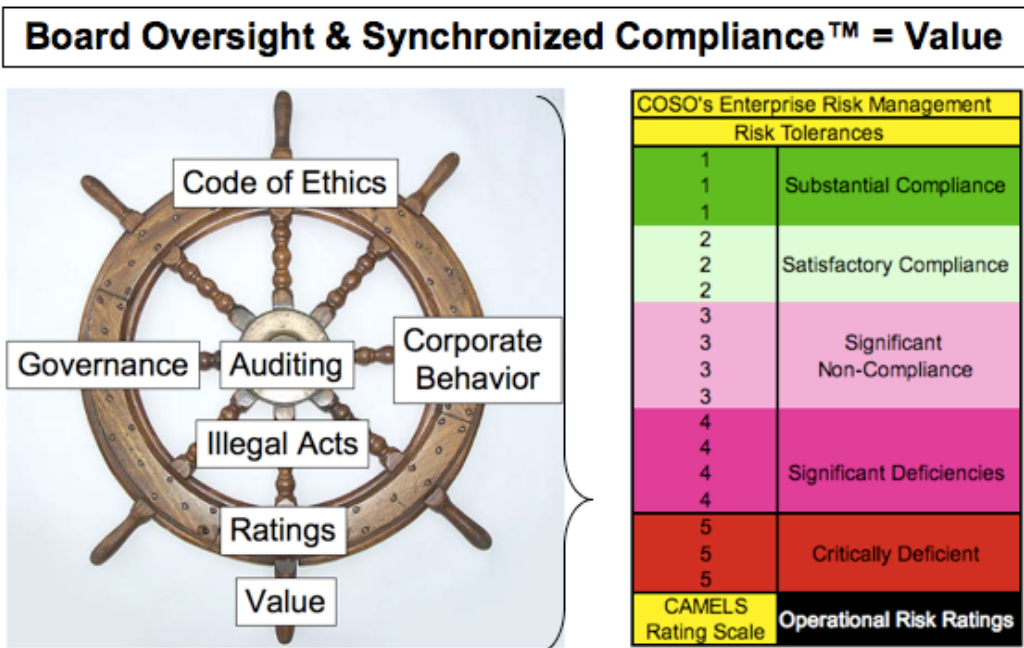 Board Oversight & Synchronized Compliance™ = Value
Code of Ethics
Governance
Auditing
Corporate
Behavior
Illegal Acts
Ratings
Value
COSO's Enterprise Risk Management
Risk Tolerances
1
1
1
Substantial Compliance
2
2
2
Satisfactory Compliance
3
3
3
3
Significant
Non-Compliance
4
4
4
4
Significant Deficiencies
5
5
5
Critically Deficient
CAMELS
Rating Scale
Operational Risk Ratings